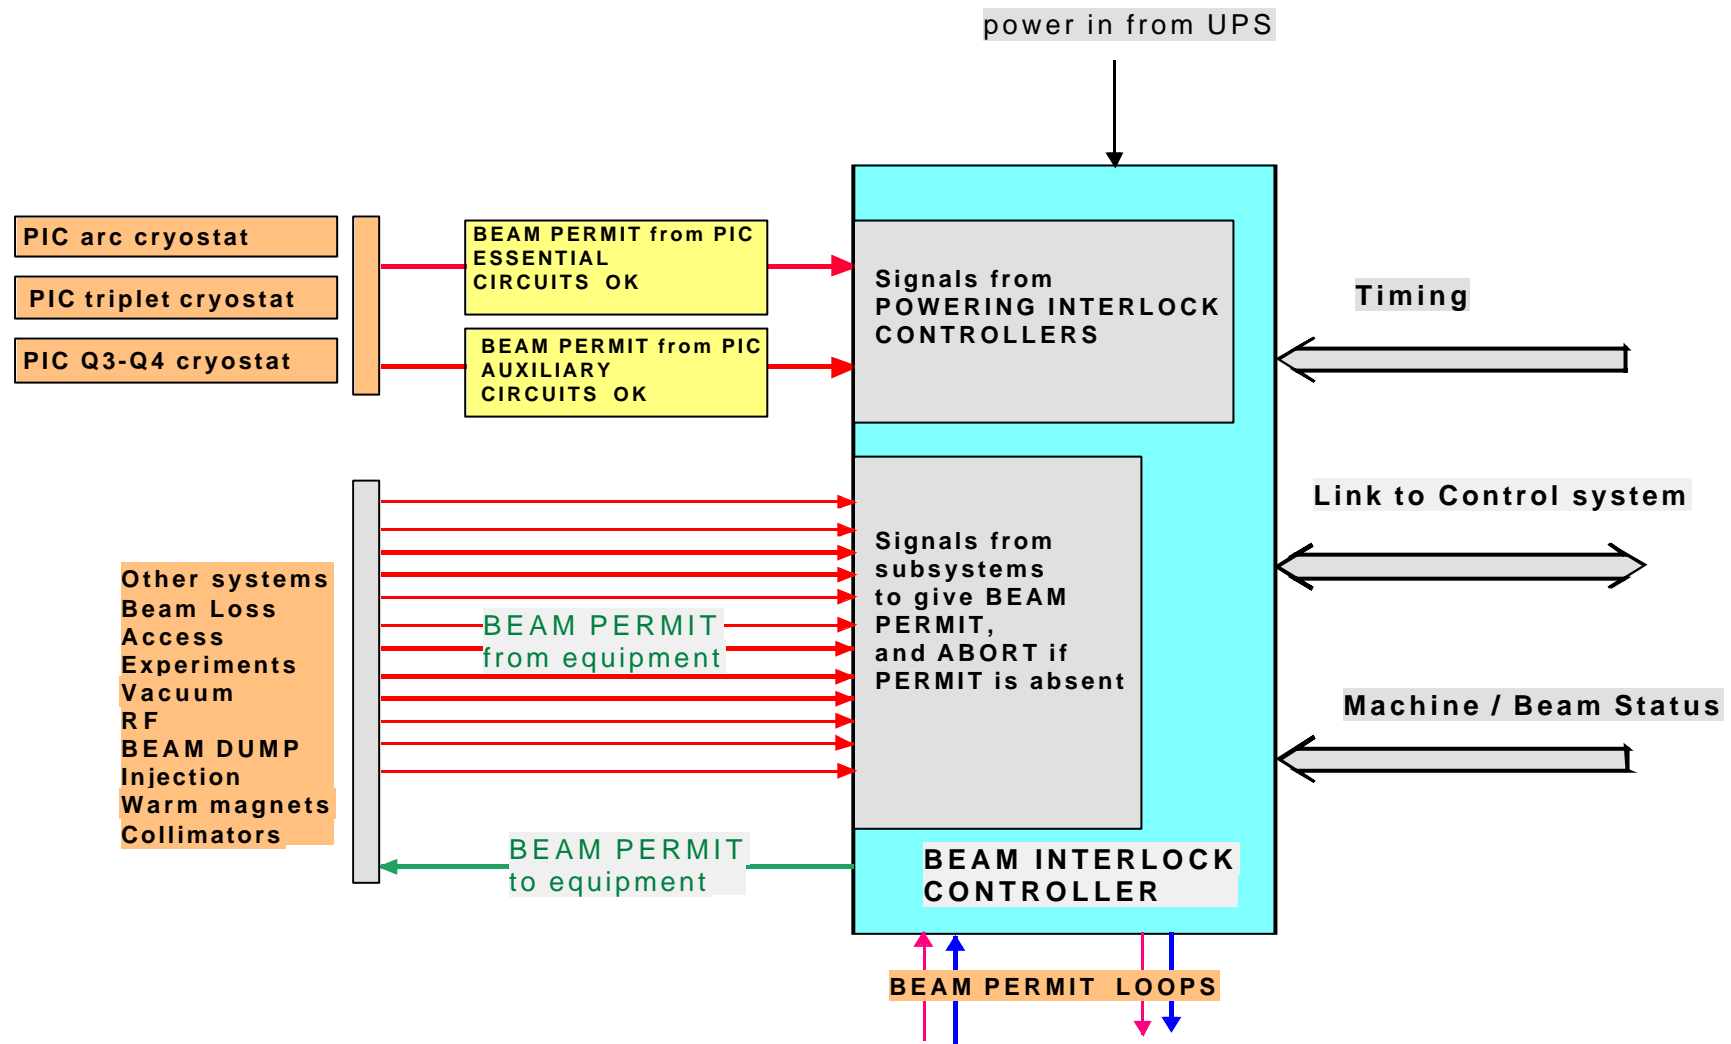 power in from UPS
PIC arc cryostat
PIC triplet cryostat
PIC Q3-Q4 cryostat
BEAM PERMIT from PIC
ESSENTIAL
CIRCUITS OK
BEAM PERMIT from PIC
AUXILIARY
CIRCUITS OK
Signals from
POWERING INTERLOCK
CONTROLLERS
Timing
Link to Control system
Machine / Beam Status
Other systems
Beam Loss
Access
Experiments
Vacuum
RF
BEAM DUMP
Injection
Warm magnets
Collimators
BEAM PERMIT
from equipment
Signals from
subsystems
to give BEAM
PERMIT,
and ABORT if
PERMIT is absent
BEAM PERMIT
to equipment
BEAM INTERLOCK
CONTROLLER
BEAM PERMIT LOOPS